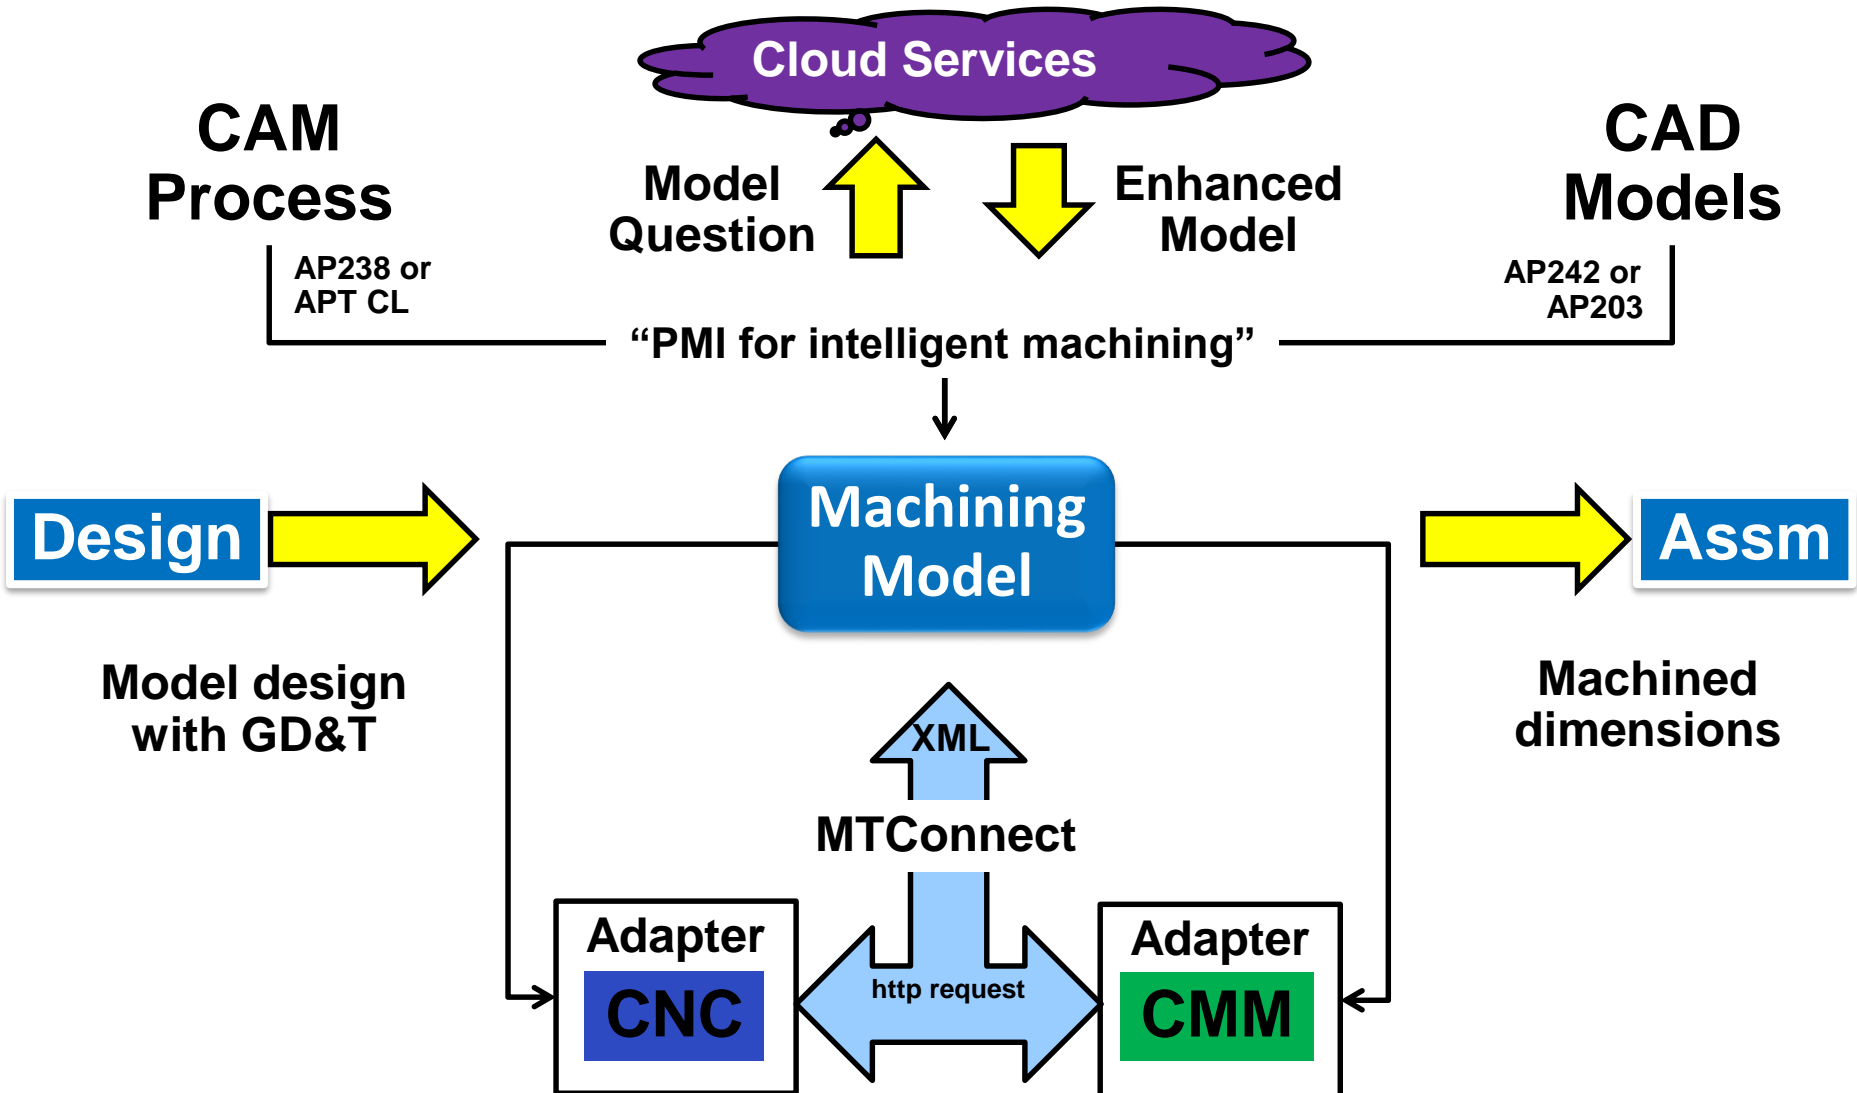 Cloud Services
CAM
Process
CAD
Models
Model
Question
Enhanced
Model
AP238 or
APT CL
AP242 or
AP203
“PMI for intelligent machining”
Design
Machining
Model
Assm
Model design
with GD&T
Machined
dimensions
XML
MTConnect
Adapter
CNC
http request
Adapter
CMM